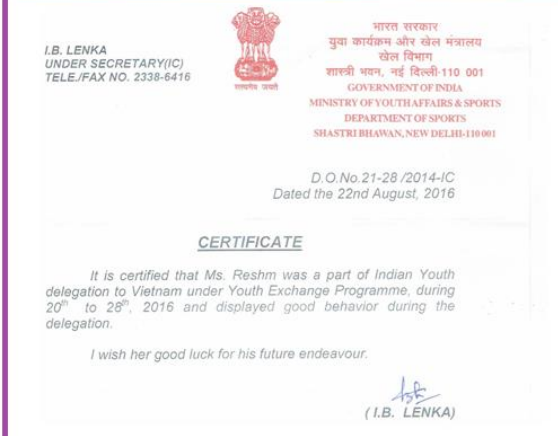 I.B. LENKA
UNDER SECRETARY(IC)
TELE./FAX NO. 2338-6416
सत्यमेव जयते
भारत सरकार
युवा कार्यक्रम और खेल मंत्रालय
खेल विभाग
शास्त्री भवन, नई दिल्ली-110 001
GOVERNMENT OF INDIA
MINISTRY OF YOUTH AFFAIRS & SPORTS
DEPARTMENT OF SPORTS
SHASTRI BHAWAN, NEW DELHI-110 001
D.O.No.21-28 /2014-IC
Dated the 22nd August, 2016
CERTIFICATE
It is certified that Ms. Reshm was a part of Indian Youth
delegation to Vietnam under Youth Exchange Programme, during
20th to 28th, 2016 and displayed good behavior during the
delegation.
I wish her good luck for his future endeavour.
(I.B. LENKA)